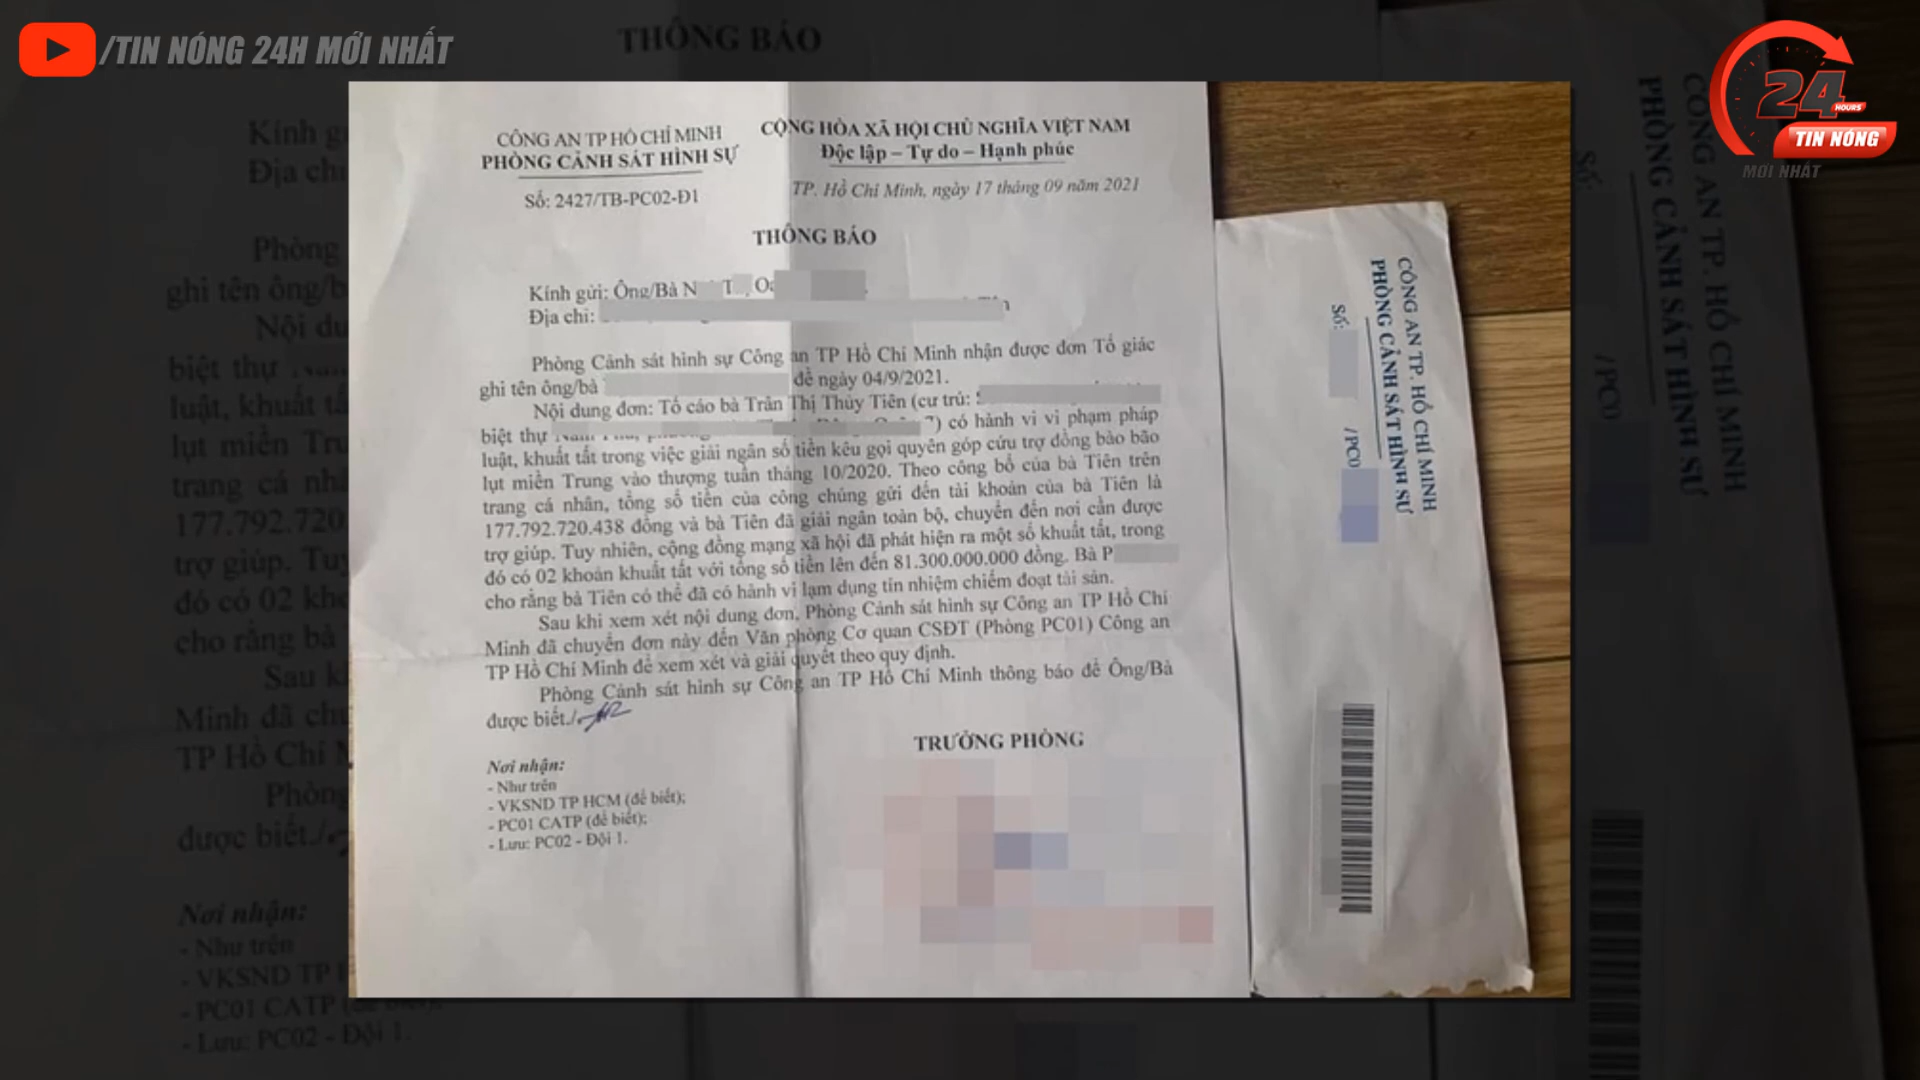 /TIN NÓNG 24H MỚI NHẤT
24
HOURS
TIN NÓNG
MỚI NHẤT
CÔNG AN TP HỒ CHÍ MINH
PHÒNG CẢNH SÁT HÌNH SỰ
Số: 2427/TB-PC02-Đ1
CỘNG HÒA XÃ HỘI CHỦ NGHĨA VIỆT NAM
Độc lập – Tự do – Hạnh phúc
TP. Hồ Chí Minh, ngày 17 tháng 09 năm 2021
THÔNG BÁO
Kính gửi: Ông/Bà
Địa chỉ:
Phòng Cảnh sát hình sự Công an TP Hồ Chí Minh nhận được đơn Tố giác
ghi tên ông/bà đề ngày 04/9/2021.
Nội dung đơn: Tố cáo bà Trần Thị Thủy Tiên (cư trú:
biệt thự 7) có hành vi vi phạm pháp
luật, khuất tất trong việc giải ngân số tiền kêu gọi quyên góp cứu trợ đồng bào bão
lụt miền Trung vào thượng tuần tháng 10/2020. Theo công bố của bà Tiên trên
trang cá nhân, tổng số tiền của công chúng gửi đến tài khoản của bà Tiên là
177.792.720.438 đồng và bà Tiên đã giải ngân toàn bộ, chuyển đến nơi cần được
trợ giúp. Tuy nhiên, cộng đồng mạng xã hội đã phát hiện ra một số khuất tất, trong
đó có 02 khoản khuất tất với tổng số tiền lên đến 81.300.000.000 đồng. Bà P
cho rằng bà Tiên có thể đã có hành vi lạm dụng tín nhiệm chiếm đoạt tài sản.
Sau khi xem xét nội dung đơn, Phòng Cảnh sát hình sự Công an TP Hồ Chí
Minh đã chuyển đơn này đến Văn phòng Cơ quan CSĐT (Phòng PC01) Công an
TP Hồ Chí Minh để xem xét và giải quyết theo quy định.
Phòng Cảnh sát hình sự Công an TP Hồ Chí Minh thông báo để Ông/Bà
được biết./.
Nơi nhận:
- Như trên
- VKSND TP HCM (để biết);
- PC01 CATP (để biết);
- Lưu: PC02 - Đội 1.
TRƯỞNG PHÒNG
CÔNG AN TP. HỒ CHÍ MINH
PHÒNG CẢNH SÁT HÌNH SỰ
Số: /PC0